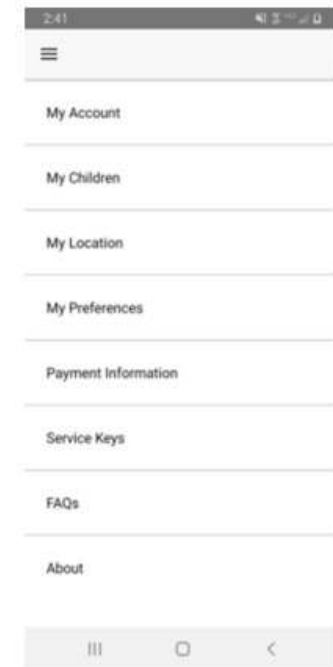 2:41
My Account
My Children
My Location
My Preferences
Payment Information
Service Keys
FAQs
About